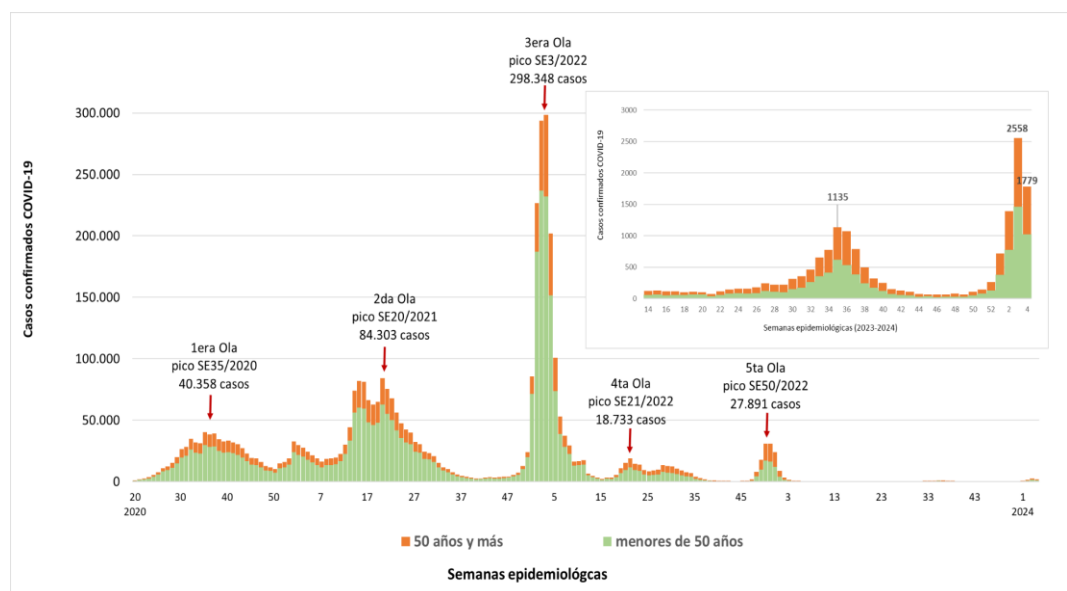 3era Ola
pico SE3/2022
298.348 casos
300.000
250.000
200.000
150.000
100.000
50.000
0
Casos confirmados COVID-19
1era Ola
pico SE35/2020
40.358 casos
2da Ola
pico SE20/2021
84.303 casos
4ta Ola
pico SE21/2022
18.733 casos
5ta Ola
pico SE50/2022
27.891 casos
20 30 40 50 7 17 27 37 47 5 15 25 35 45 3 13 23 33 43 1
2020 2024
50 años y más menores de 50 años
Semanas epidemiológcas
3000
2500
2000
1500
1000
500
0
Casos confirmados COVID-19
1135
2558
1779
14 16 18 20 22 24 26 28 30 32 34 36 38 40 42 44 46 48 50 52 2 4
Semanas epidemiológicas (2023-2024)